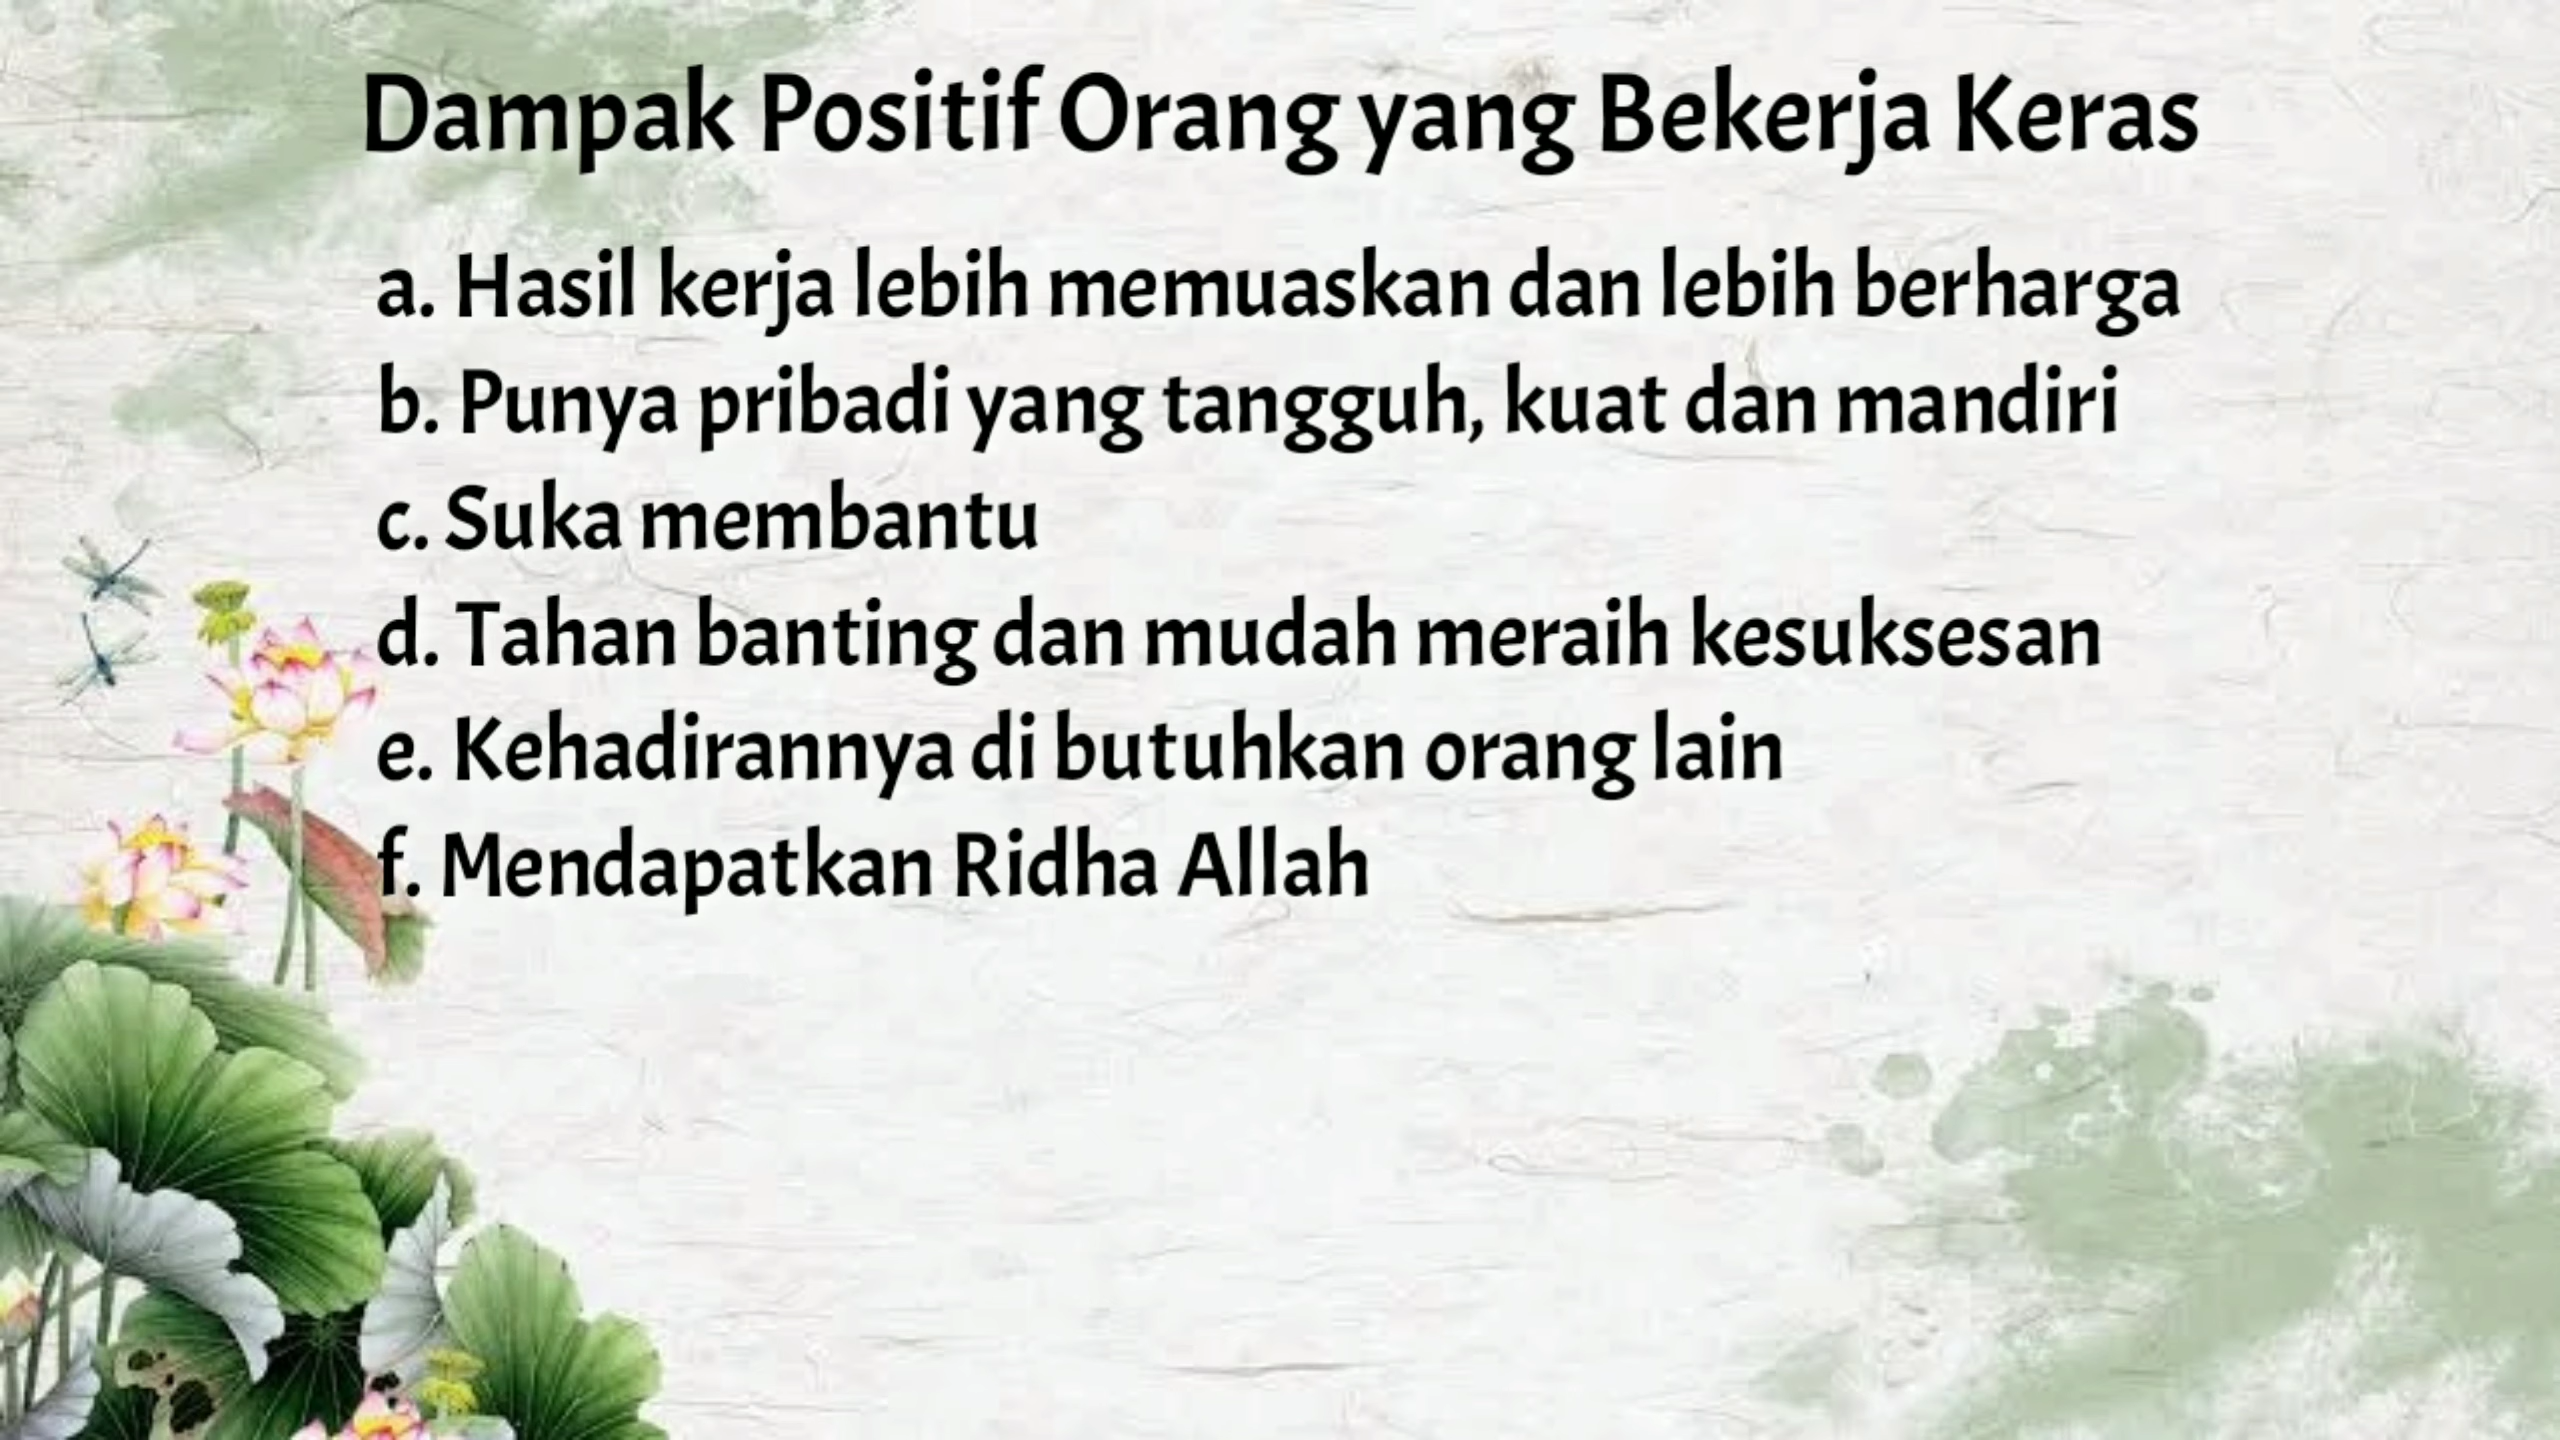 Dampak Positif Orang yang Bekerja Keras
a. Hasil kerja lebih memuaskan dan lebih berharga
b. Punya pribadi yang tangguh, kuat dan mandiri
c. Suka membantu
d. Tahan banting dan mudah meraih kesuksesan
e. Kehadirannya di butuhkan orang lain
f. Mendapatkan Ridha Allah